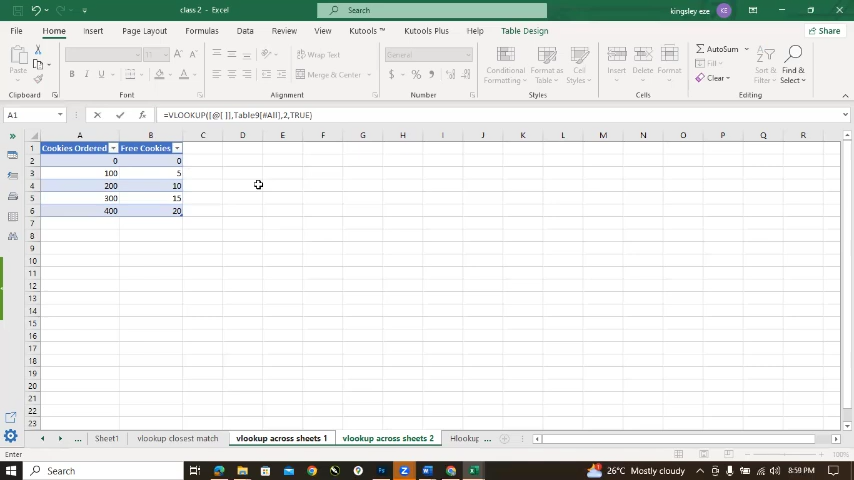 class 2 - Excel
Search
kingsley eze
KE
File Home Insert Page Layout Formulas Data Review View Kutools ™ Kutools Plus Help Table Design
Share
Paste
Clipboard
11
B I U
Font
Wrap Text
Merge & Center
Alignment
General
$ % 9
Number
Conditional Formatting
Format as Table
Cell Styles
Styles
Insert Delete Format
Cells
AutoSum
Fill
Clear
Sort & Filter
Find & Select
Editing
A1
fx
=VLOOKUP([@[ ]],Table9[#All],2,TRUE)
A B C D E F G H I J K L M N O P Q R
1 Cookies Ordered Free Cookies
2 0 0
3 100 5
4 200 10
5 300 15
6 400 20
7
8
9
10
11
12
13
14
15
16
17
18
19
20
21
22
23
... Sheet1 vlookup closest match vlookup across sheets 1 vlookup across sheets 2 Hlookup ...
Enter
100%
Search
26°C Mostly cloudy
8:59 PM